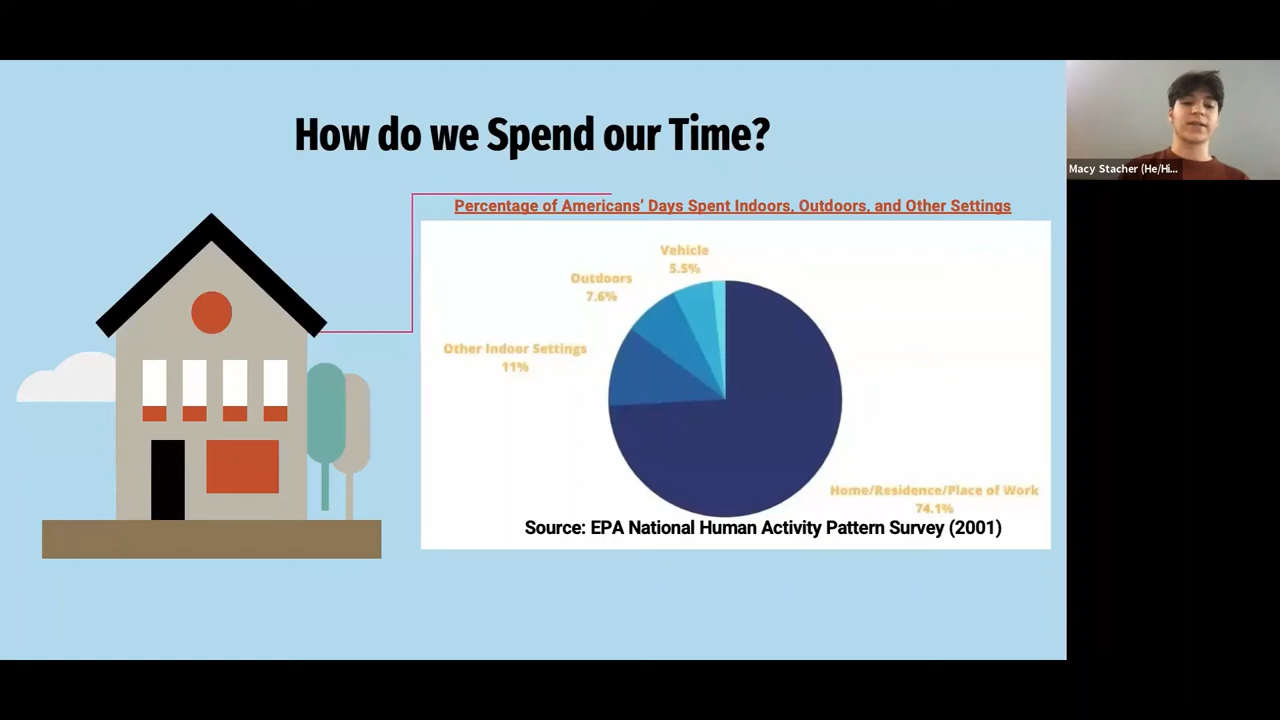 How do we Spend our Time?
Macy Stacher (He/Hi...
Percentage of Americans’ Days Spent Indoors, Outdoors, and Other Settings
Vehicle
5.5%
Outdoors
7.6%
Other Indoor Settings
11%
Home/Residence/Place of Work
74.1%
Source: EPA National Human Activity Pattern Survey (2001)